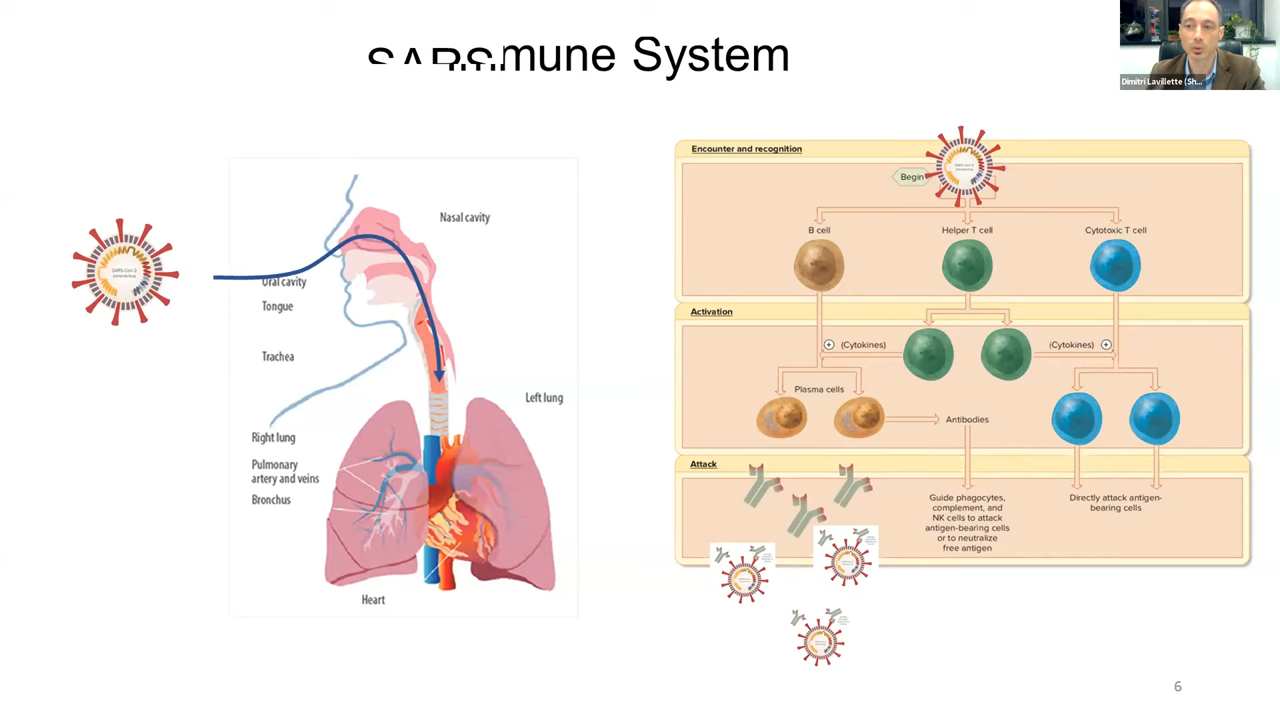 mune System
Dimitri Lavillette (Sh...
Encounter and recognition
Begin
B cell
Helper T cell
Cytotoxic T cell
Nasal cavity
SARS-CoV-2
coronavirus
Oral cavity
Tongue
Trachea
Activation
(Cytokines)
(Cytokines)
Plasma cells
Antibodies
Left lung
Right lung
Pulmonary
artery and veins
Bronchus
Heart
Attack
Guide phagocytes,
complement, and
NK cells to attack
antigen-bearing cells
or to neutralize
free antigen
Directly attack antigen-
bearing cells
6